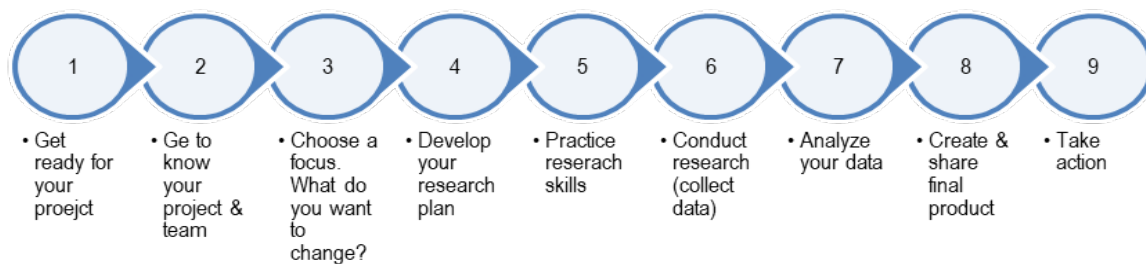 1
2
3
4
5
6
7
8
9
• Get
ready for
your
proejct
• Ge to
know
your
project &
team
• Choose a
focus.
What do
you want
to
change?
• Develop
your
research
plan
• Practice
reserach
skills
• Conduct
research
(collect
data)
• Analyze
your data
• Create &
share
final
product
• Take
action